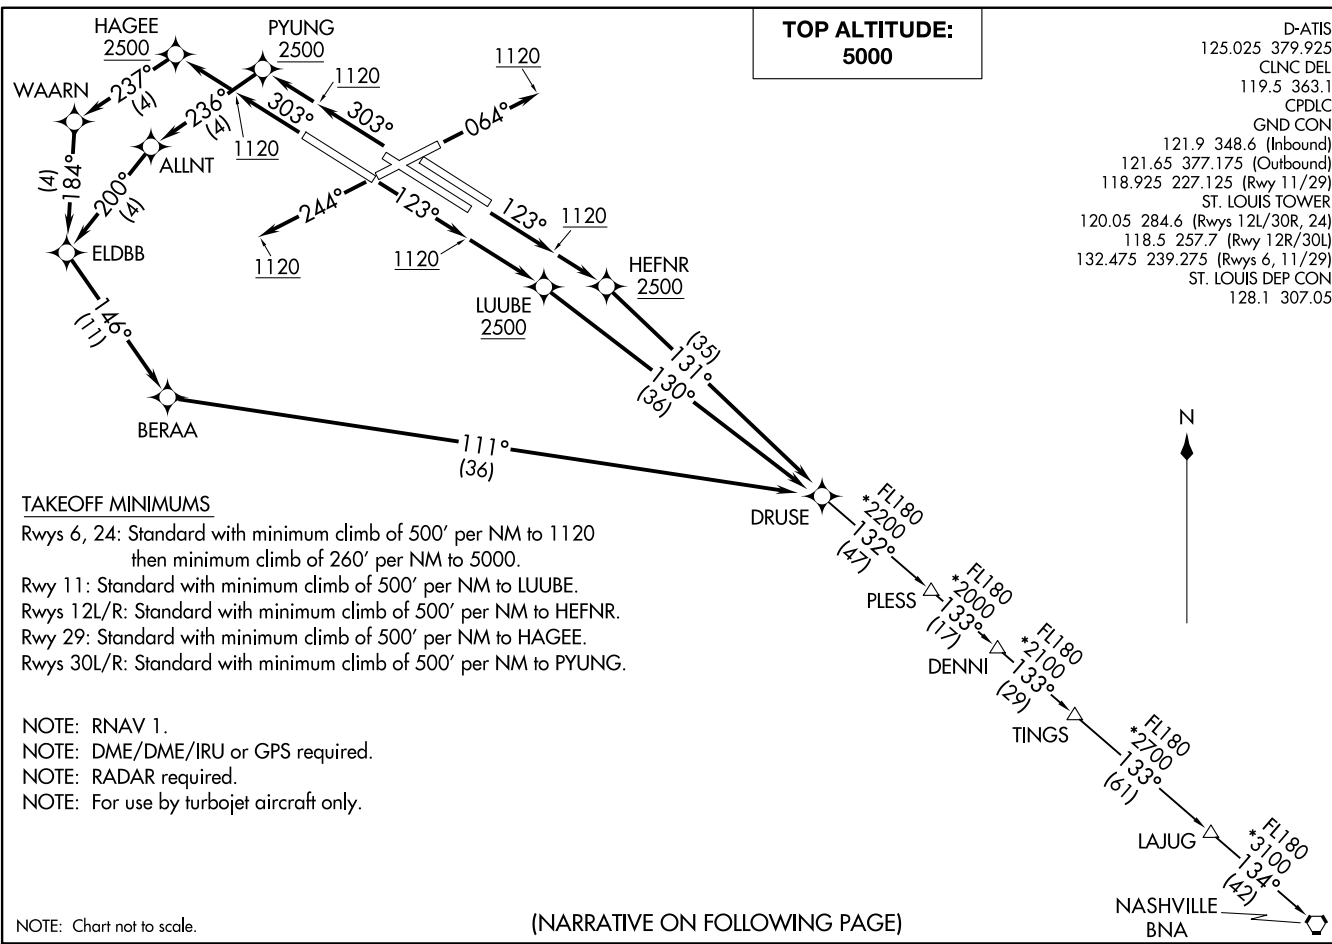 HAGEE
2500
PYUNG
2500
TOP ALTITUDE:
5000
D-ATIS
125.025 379.925
CLNC DEL
119.5 363.1
CPDLC
GND CON
121.9 348.6 (Inbound)
121.65 377.175 (Outbound)
118.925 227.125 (Rwy 11/29)
ST. LOUIS TOWER
120.05 284.6 (Rwys 12L/30R, 24)
118.5 257.7 (Rwy 12R/30L)
132.475 239.275 (Rwys 6, 11/29)
ST. LOUIS DEP CON
128.1 307.05
WAARN
237°
(4)
236°
(4)
303°
1120
303°
1120
1120
064°
ALLNT
184°
(4)
200°
(4)
244°
1120
123°
1120
123°
1120
ELDBB
HEFNR
2500
LUUBE
2500
146°
(11)
(35)
131°
130°
(36)
BERAA
111°
(36)
N
DRUSE
TAKEOFF MINIMUMS
Rwys 6, 24: Standard with minimum climb of 500' per NM to 1120
then minimum climb of 260' per NM to 5000.
Rwy 11: Standard with minimum climb of 500' per NM to LUUBE.
Rwys 12L/R: Standard with minimum climb of 500' per NM to HEFNR.
Rwy 29: Standard with minimum climb of 500' per NM to HAGEE.
Rwys 30L/R: Standard with minimum climb of 500' per NM to PYUNG.
FL180
*2200
132°
(47)
PLESS
FL180
*2000
133°
(17)
DENNI
FL180
*2100
133°
(29)
TINGS
FL180
*2700
133°
(61)
LAJUG
FL180
*3100
134°
(42)
NASHVILLE
BNA
NOTE: RNAV 1.
NOTE: DME/DME/IRU or GPS required.
NOTE: RADAR required.
NOTE: For use by turbojet aircraft only.
NOTE: Chart not to scale.
(NARRATIVE ON FOLLOWING PAGE)